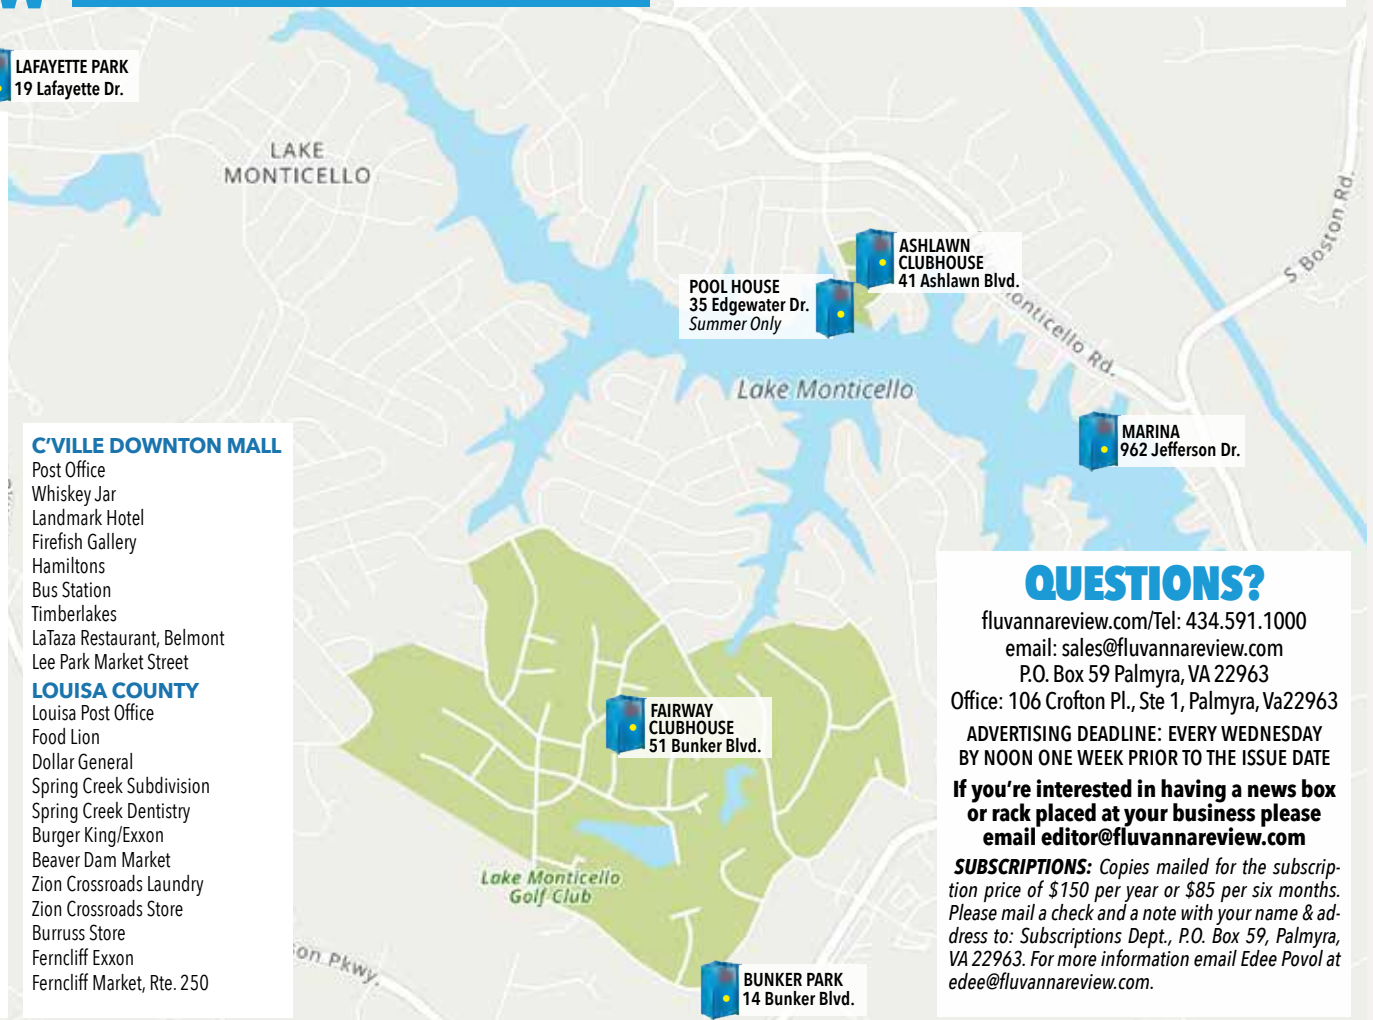 LAFAYETTE PARK
19 Lafayette Dr.
LAKE
MONTICELLO
ASHLAWN
CLUBHOUSE
41 Ashlawn Blvd.
POOL HOUSE
35 Edgewater Dr.
Summer Only
S Boston Rd.
Rd.
Lake Monticello
MARINA
962 Jefferson Dr.
C’VILLE DOWNTON MALL
Post Office
Whiskey Jar
Landmark Hotel
Firefish Gallery
Hamiltons
Bus Station
Timberlakes
LaTaza Restaurant, Belmont
Lee Park Market Street
LOUISA COUNTY
Louisa Post Office
Food Lion
Dollar General
Spring Creek Subdivision
Spring Creek Dentistry
Burger King/Exxon
Beaver Dam Market
Zion Crossroads Laundry
Zion Crossroads Store
Burruss Store
Ferncliff Exxon
Ferncliff Market, Rte. 250
FAIRWAY
CLUBHOUSE
51 Bunker Blvd.
Lake Monticello
Golf Club
Pkwy.
BUNKER PARK
14 Bunker Blvd.
QUESTIONS?
fluvannareview.com/Tel: 434.591.1000
email: sales@fluvannareview.com
P.O. Box 59 Palmyra, VA 22963
Office: 106 Crofton Pl., Ste 1, Palmyra, Va22963
ADVERTISING DEADLINE: EVERY WEDNESDAY
BY NOON ONE WEEK PRIOR TO THE ISSUE DATE
If you’re interested in having a news box
or rack placed at your business please
email editor@fluvannareview.com
SUBSCRIPTIONS: Copies mailed for the subscrip-
tion price of $150 per year or $85 per six months.
Please mail a check and a note with your name & ad-
dress to: Subscriptions Dept., P.O. Box 59, Palmyra,
VA 22963. For more information email Edee Povol at
edee@fluvannareview.com.